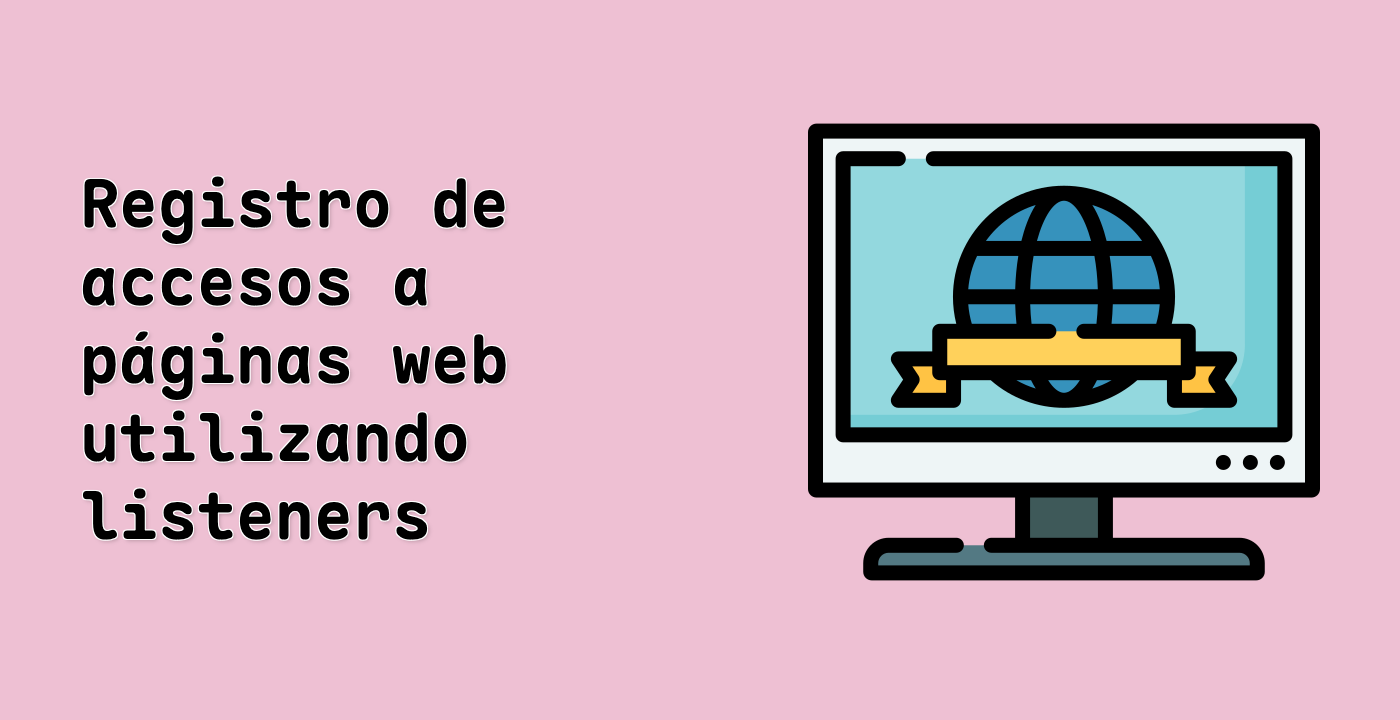 Registro de
accesos a
páginas web
utilizando
listeners